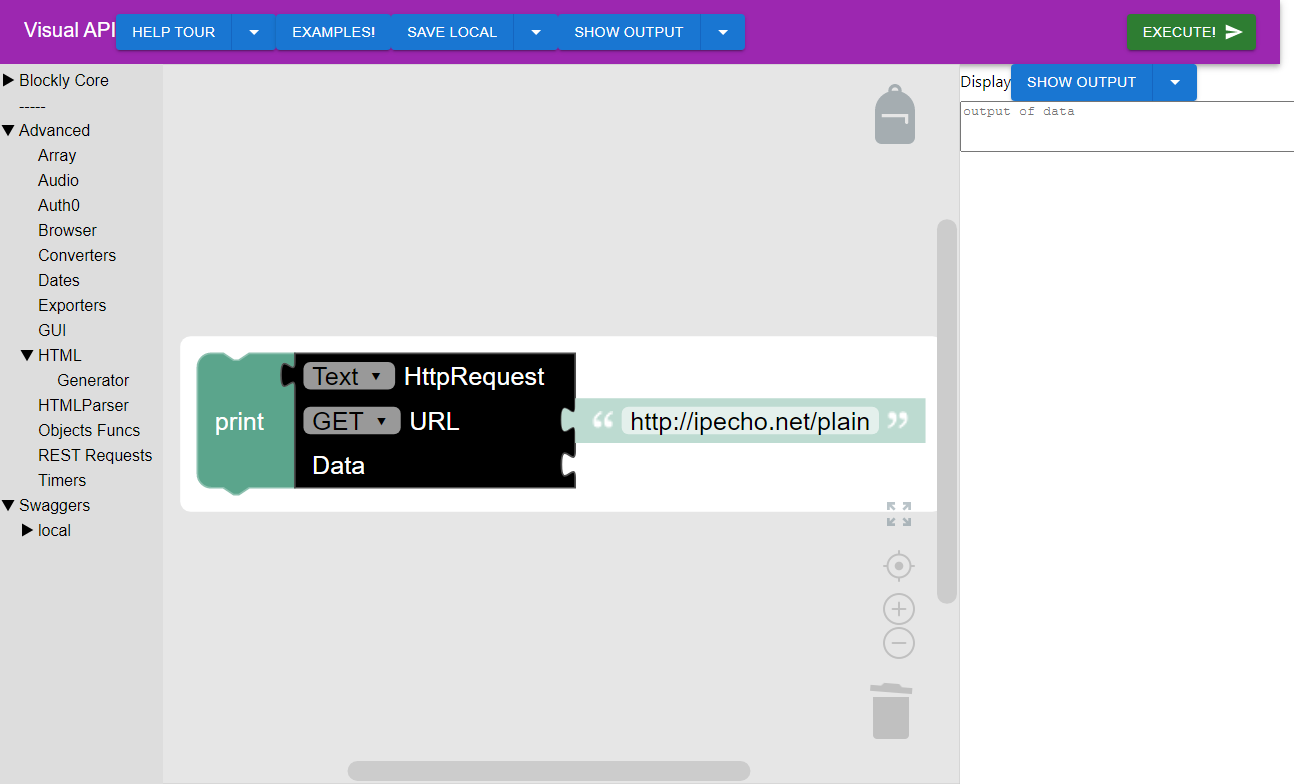 Visual API HELP TOUR EXAMPLES! SAVE LOCAL SHOW OUTPUT EXECUTE!
Blockly Core
-----
Advanced
Array
Audio
Auth0
Browser
Converters
Dates
Exporters
GUI
HTML
Generator
HTMLParser
Objects Funcs
REST Requests
Timers
Swaggers
local
print
Text ▼ HttpRequest
GET ▼ URL
“ http://ipecho.net/plain ”
Data
Display SHOW OUTPUT
output of data